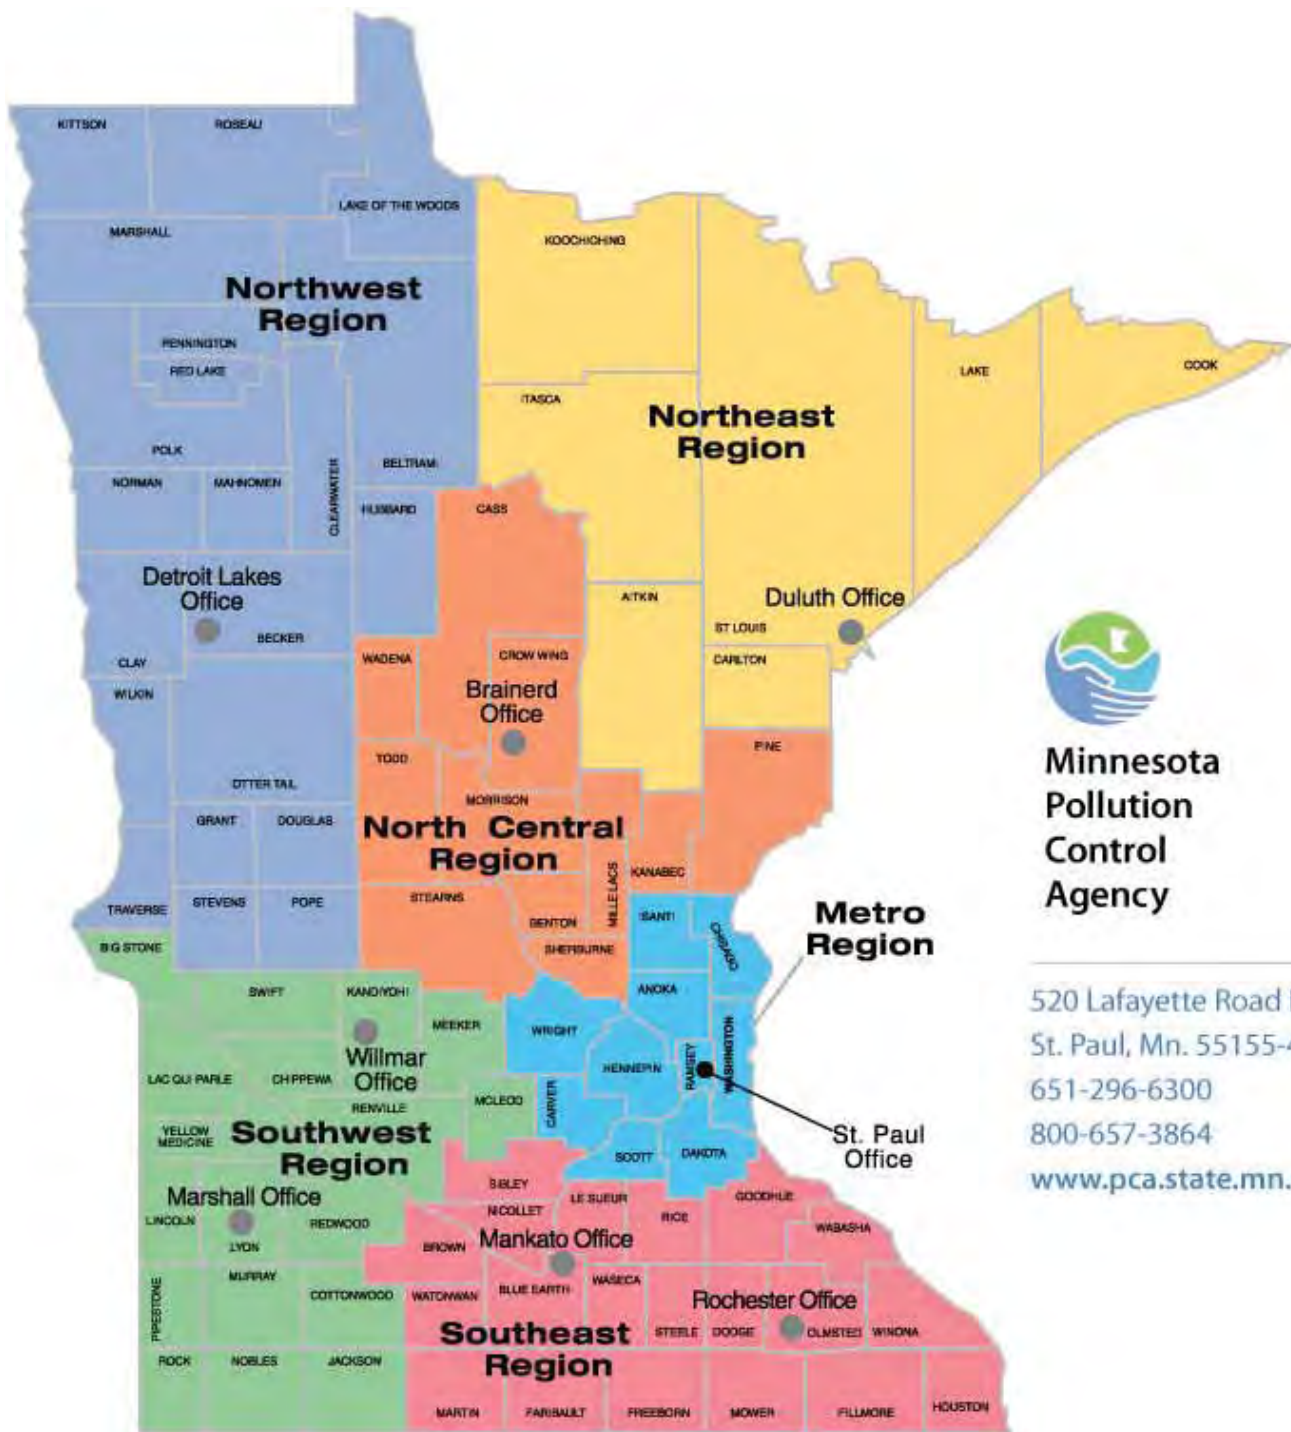 KITTSON
ROSEAU
LAKE OF THE WOODS
MARSHALL
KOOCHICHING
Northwest
Region
PENNINGTON
RED LAKE
LAKE
COOK
ITASCA
Northeast
Region
POLK
BELTRAMI
NORMAN
MAHNOMEN
CLEARWATER
HUBBARD
CASS
Detroit Lakes
Office
BECKER
AITKIN
Duluth Office
ST LOUIS
CARLTON
CLAY
WILKIN
WADENA
CROW WING
Brainerd
Office
PINE
TODD
OTTER TAIL
MORRISON
GRANT
DOUGLAS
North Central
Region
KANABEC
MILLE LACS
TRAVERSE
STEVENS
POPE
STEARNS
BENTON
SHERBURNE
ISANTI
CHISAGO
Metro
Region
BIG STONE
SWIFT
KANDIYOHI
MEEKER
ANOKA
WRIGHT
HENNEPIN
RAMSEY
WASHINGTON
Willmar
Office
LAC QUI PARLE
CHIPPEWA
RENVILLE
MCLEOD
CARVER
YELLOW
MEDICINE
Southwest
Region
SCOTT
DAKOTA
St. Paul
Office
SIBLEY
Marshall Office
LINCOLN
LYON
REDWOOD
NICOLLET
LE SUEUR
RICE
GOODHUE
WABASHA
BROWN
Mankato Office
MURRAY
COTTONWOOD
PIPESTONE
WATONWAN
BLUE EARTH
WASECA
Rochester Office
STEELE
DODGE
OLMSTED
WINONA
Southeast
Region
ROCK
NOBLES
JACKSON
MARTIN
FARIBAULT
FREEBORN
MOWER
FILLMORE
HOUSTON
Minnesota
Pollution
Control
Agency
520 Lafayette Road
St. Paul, Mn. 55155-
651-296-6300
800-657-3864
www.pca.state.mn.